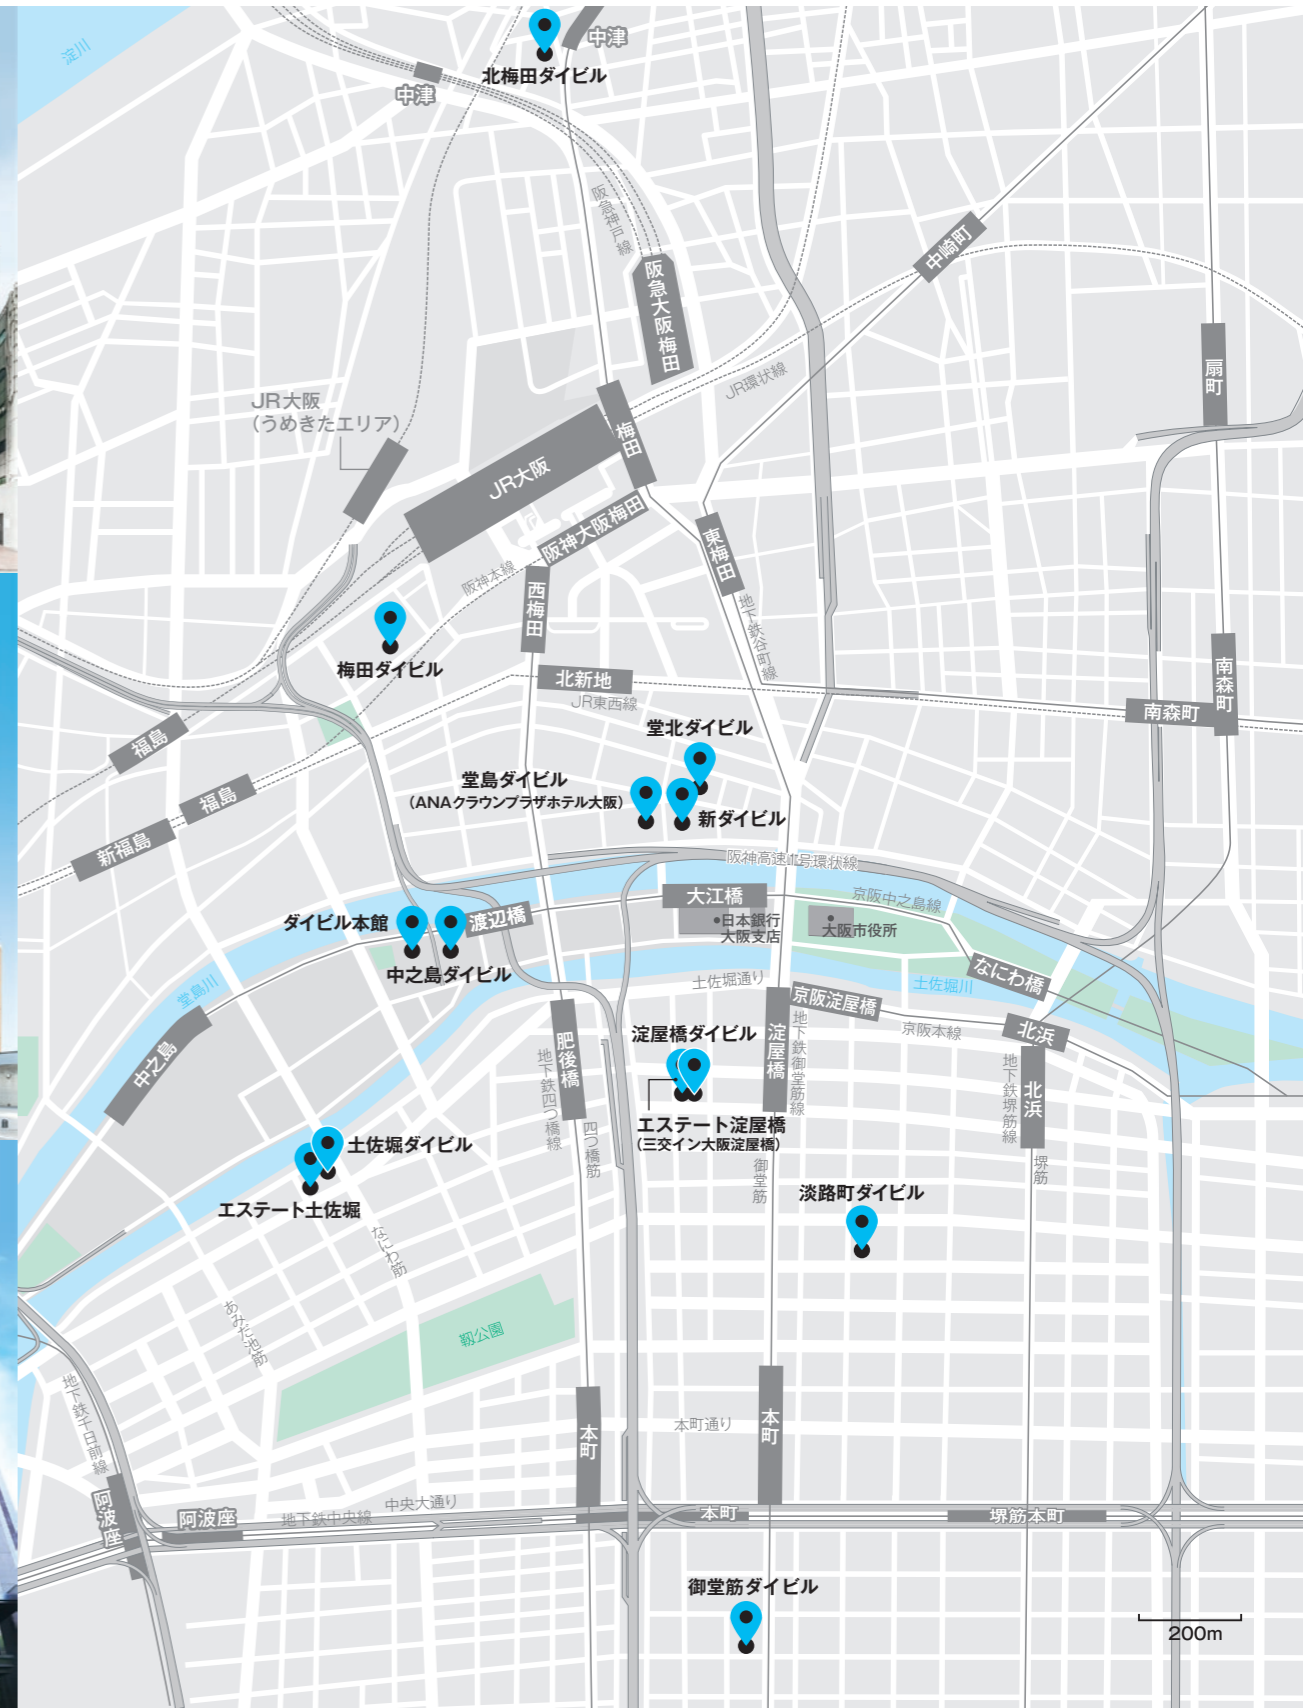 淀川
中津
北梅田ダイビル
中津
阪急神戸線
中崎町
阪急大阪梅田
扇町
JR環状線
JR大阪
(うめきたエリア)
梅田
JR大阪
阪神大阪梅田
東梅田
阪神本線
西梅田
地下鉄谷町線
梅田ダイビル
北新地
JR東西線
南森町
南森町
福島
堂北ダイビル
堂島ダイビル
(ANAクラウンプラザホテル大阪)
福島
新ダイビル
新福島
阪神高速1号環状線
大江橋
京阪中之島線
ダイビル本館
渡辺橋
日本銀行
大阪支店
大阪市役所
中之島ダイビル
なにわ橋
堂島川
土佐堀通り
土佐堀川
京阪淀屋橋
京阪本線
北浜
中之島
肥後橋
淀屋橋ダイビル
淀屋橋
地下鉄御堂筋線
地下鉄四つ橋線
地下鉄堺筋線
北浜
エステート淀屋橋
(三交イン大阪淀屋橋)
四つ橋筋
土佐堀ダイビル
御堂筋
堺筋
エステート土佐堀
淡路町ダイビル
なにわ筋
あみだ池筋
靱公園
地下鉄千日前線
本町
本町通り
本町
阿波座
阿波座
地下鉄中央線
中央大通り
本町
堺筋本町
御堂筋ダイビル
200m